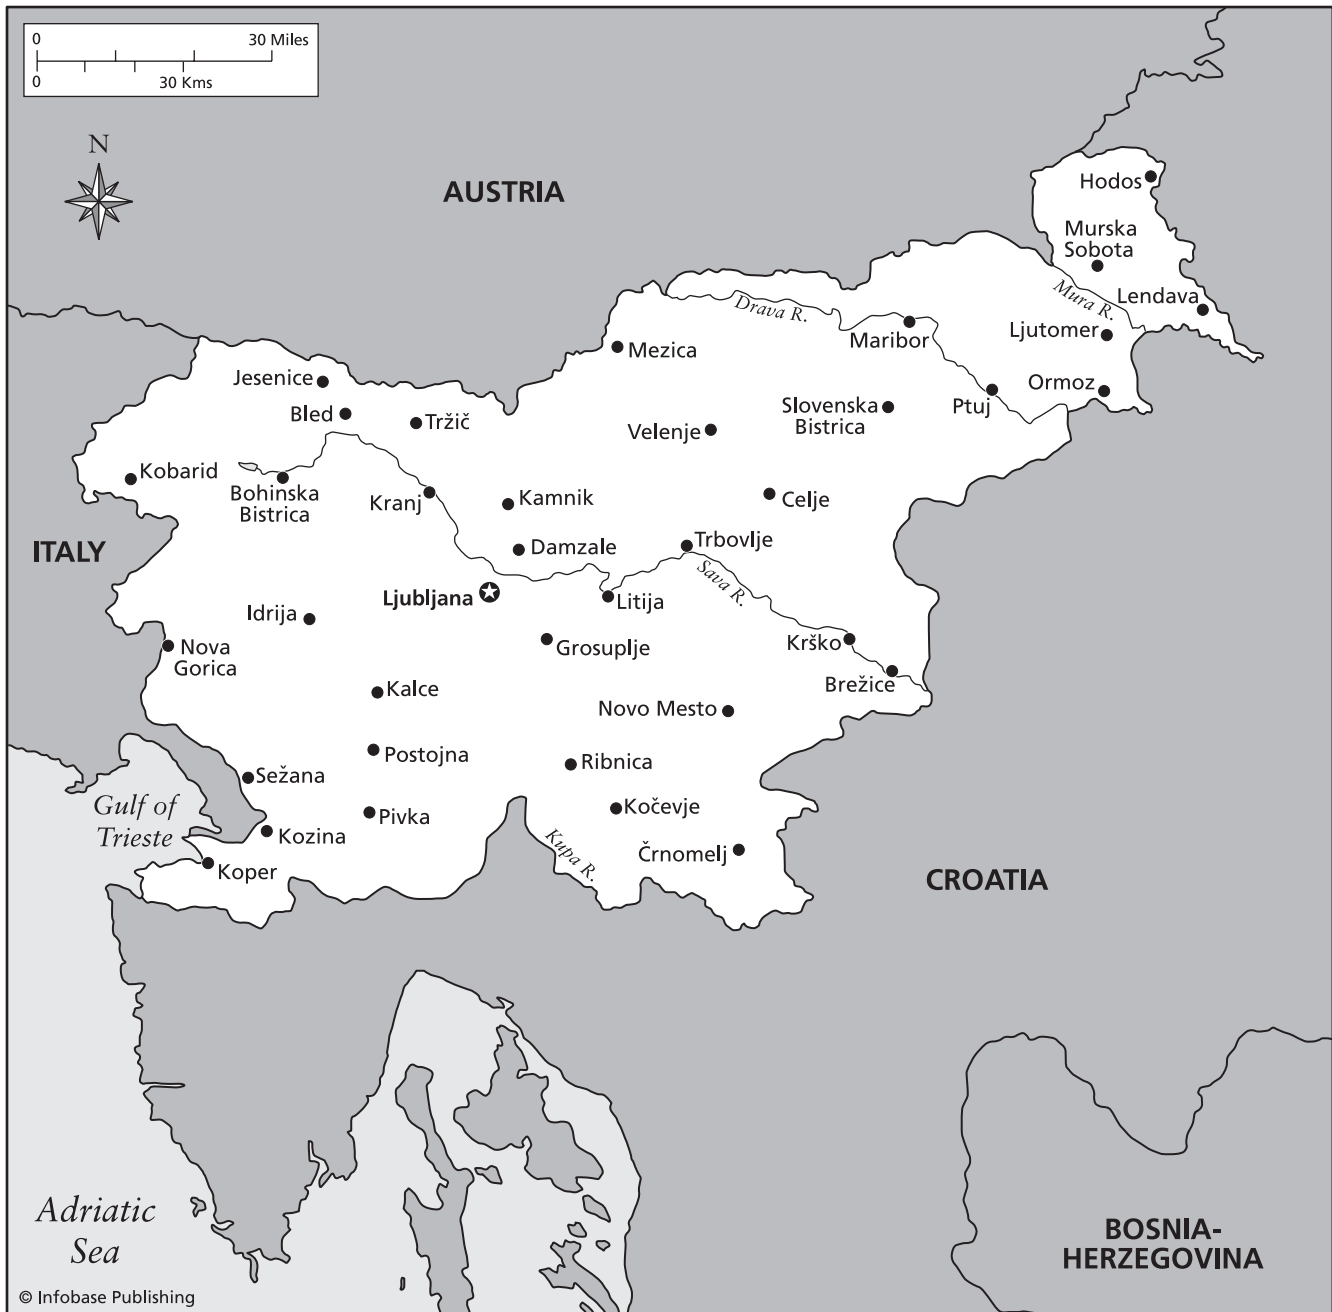 0 30 Miles
0 30 Kms
N
AUSTRIA
Hodos
Murska
Sobota
Mura R.
Lendava
Drava R.
Maribor
Ljutomer
Mezica
Jesenice
Ormoz
Bled
Tržič
Slovenska
Bistrica
Ptuj
Velenje
Kobarid
Bohinska
Bistrica
Kranj
Kamnik
Celje
ITALY
Damzale
Trbovlje
Sava R.
Ljubljana
Litija
Idrija
Nova
Gorica
Grosuplje
Krško
Brežice
Kalce
Novo Mesto
Postojna
Ribnica
Sežana
Gulf of
Trieste
Pivka
Kočevje
Kozina
Kupa R.
Črnomelj
Koper
CROATIA
Adriatic
Sea
BOSNIA-
HERZEGOVINA
© Infobase Publishing